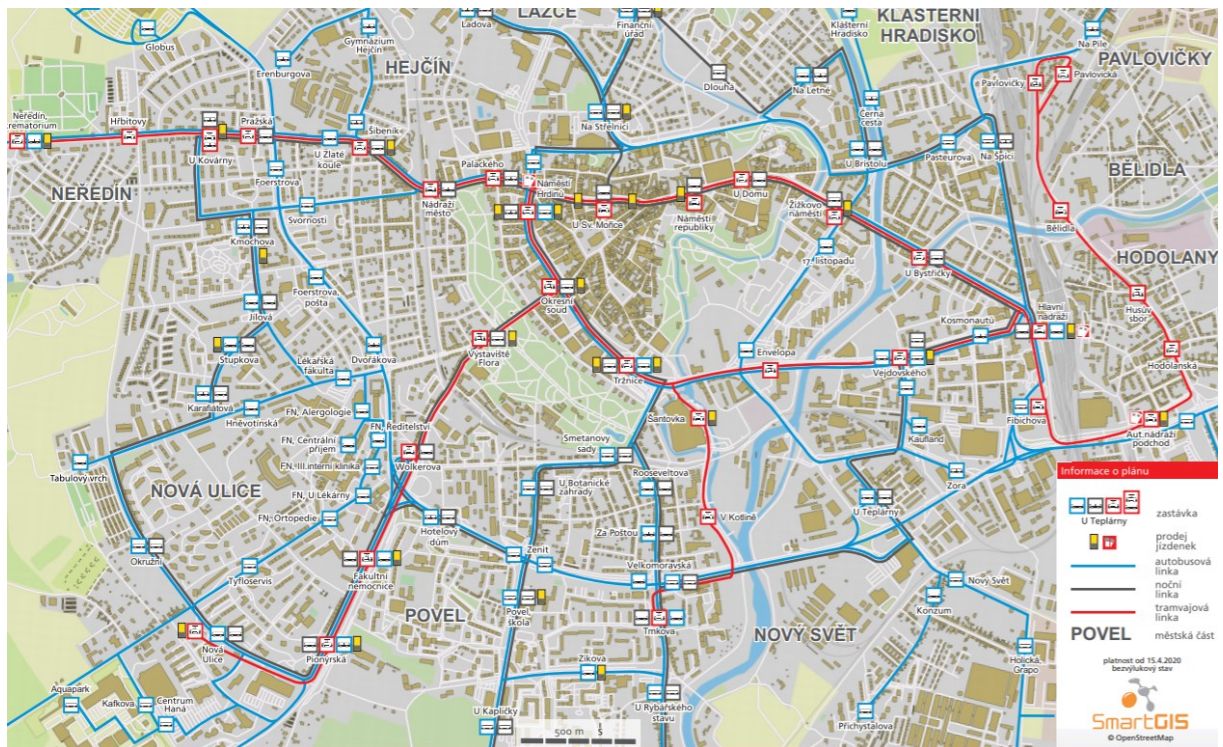 LAZCE
KLÁŠTERNÍ
HRADISKO
Globus
Gymnázium
Hejčín
Ladova
Finanční
úřad
Klášterní
Hradisko
Na Pile
Erenburgova
HEJČÍN
Dlouhá
Na Letné
PAVLOVIČKY
Pavlovičky
Pavlovická
Neředín,
krematorium
Hřbitovy
U Kovárny
Pražská
U Zlaté
koule
Šibeník
Na Střelnici
Černá
cesta
U Bristolu
Pasteurova
Na Špici
NEŘEDÍN
Foerstrova
Palackého
Náměstí
Hrdinů
U Dómu
BĚLIDLA
Svornosti
Nádraží
město
U Sv. Mořice
Náměstí
republiky
Žižkovo
náměstí
Bělidla
Kmochova
17. listopadu
U Bystřičky
HODOLANY
Foerstrova,
pošta
Okresní
soud
Husův
sbor
Jílová
Kosmonautů
Hlavní
nádraží
Stupkova
Lékařská
fakulta
Dvořákova
Výstaviště
Flora
Envelopa
Vejdovského
Hodolanská
Tržnice
Karafiátová
Hněvotínská
FN, Alergologie
FN, Ředitelství
Šantovka
Fibichova
Aut.nádraží
podchod
FN, Centrální
příjem
Smetanovy
sady
Kaufland
FN, III.interní klinika
Wolkerova
Tabulový vrch
NOVÁ ULICE
FN, U Lékárny
U Botanické
zahrady
Rooseveltova
Zora
Informace o plánu
FN, Ortopedie
Hotelový
dům
Za Poštou
V Kotlině
U Teplárny
U Teplárny
zastávka
prodej
jízdenek
Okružní
Tyfloservis
Fakultní
nemocnice
Zenit
Velkomoravská
Nový Svět
autobusová
linka
noční
linka
Konzum
tramvajová
linka
POVEL
Povel,
škola
Trnkova
NOVÝ SVĚT
POVEL
městská část
Nová
Ulice
Pionýrská
Zikova
Holická,
Grapo
platnost od 15.4.2020
bezvýlukový stav
Aquapark
Kafkova
Centrum
Haná
U Kapličky
U Rybářského
stavu
Přichystalova
500 m
S
SmartGIS
© OpenStreetMap